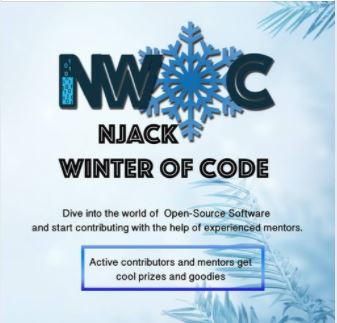 NWOC
NJACK
WINTER OF CODE
Dive into the world of Open-Source Software
and start contributing with the help of experienced mentors.
Active contributors and mentors get
cool prizes and goodies